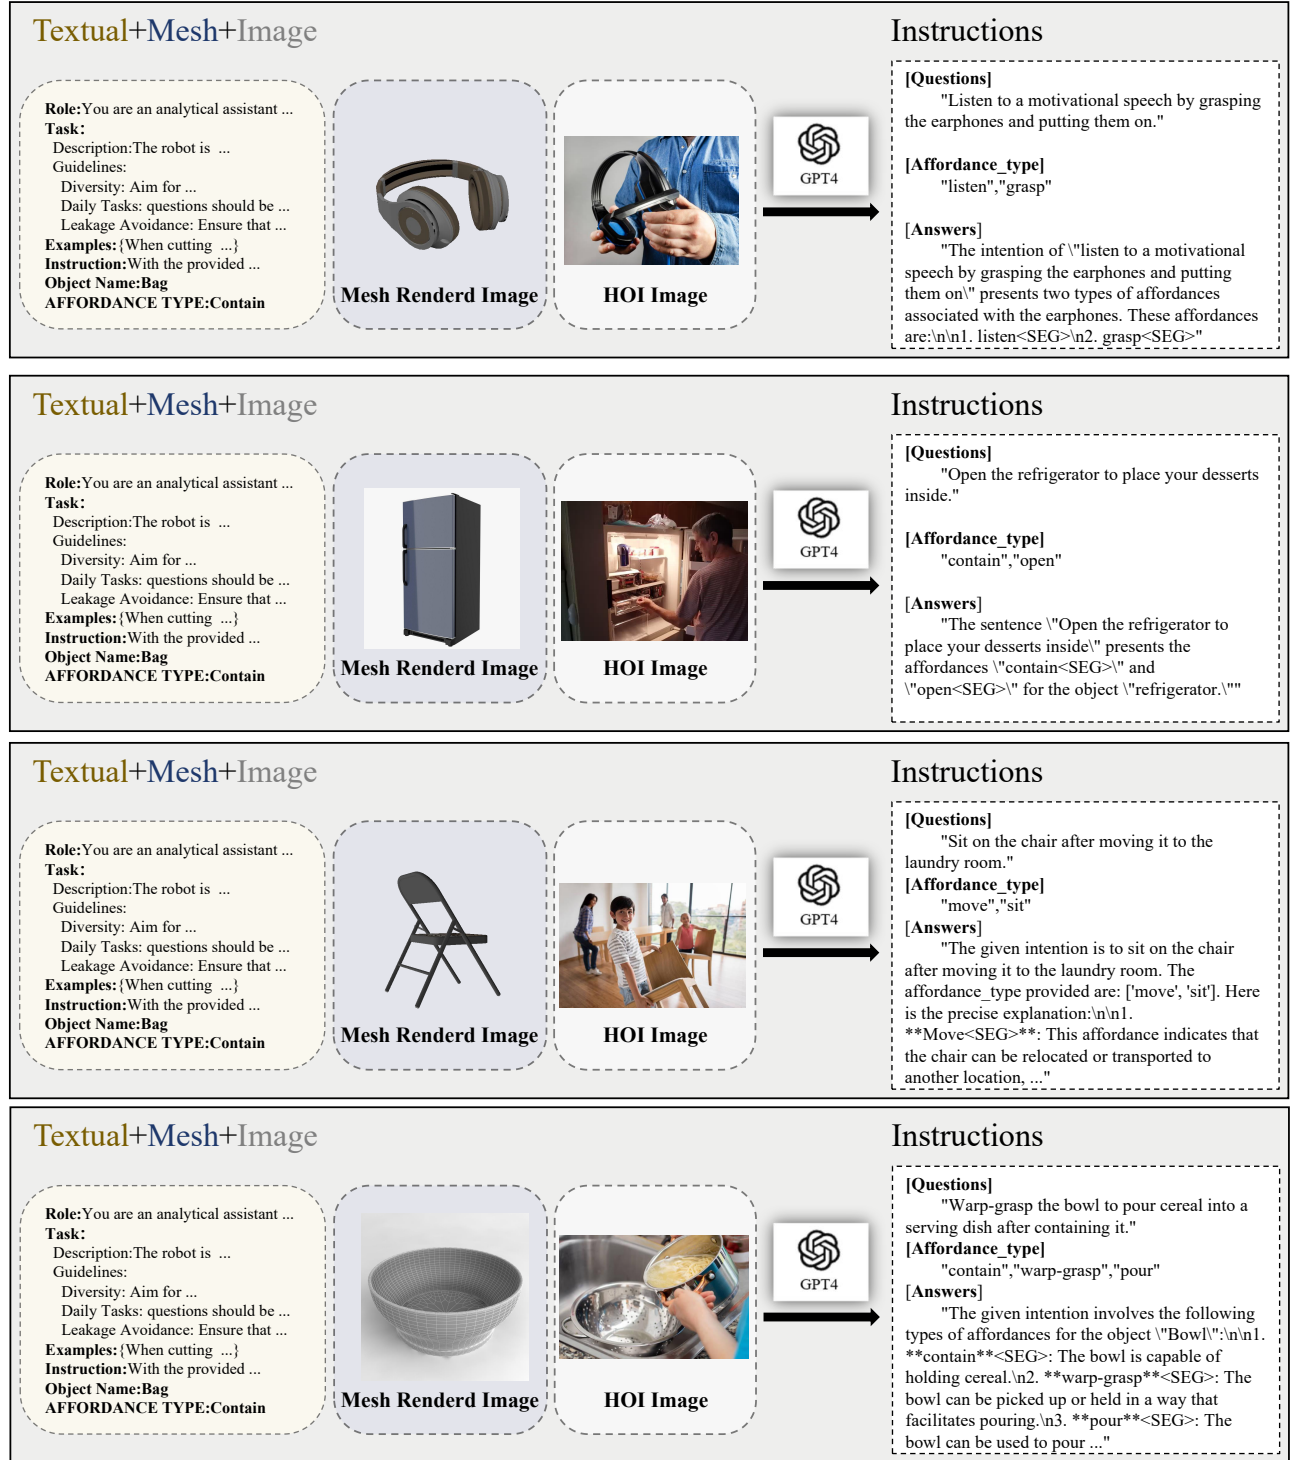 Textual+Mesh+Image
Role:You are an analytical assistant ...
Task:
Description:The robot is ...
Guidelines:
Diversity: Aim for ...
Daily Tasks: questions should be ...
Leakage Avoidance: Ensure that ...
Examples:{When cutting ...}
Instruction:With the provided ...
Object Name:Bag
AFFORDANCE TYPE:Contain
Mesh Renderd Image
HOI Image
GPT4
Instructions
[Questions]
"Listen to a motivational speech by grasping
the earphones and putting them on."
[Affordance_type]
"listen","grasp"
[Answers]
"The intention of \"listen to a motivational
speech by grasping the earphones and putting
them on\" presents two types of affordances
associated with the earphones. These affordances
are:\n\n1. listen<SEG>\n2. grasp<SEG>"
Textual+Mesh+Image
Role:You are an analytical assistant ...
Task:
Description:The robot is ...
Guidelines:
Diversity: Aim for ...
Daily Tasks: questions should be ...
Leakage Avoidance: Ensure that ...
Examples:{When cutting ...}
Instruction:With the provided ...
Object Name:Bag
AFFORDANCE TYPE:Contain
Mesh Renderd Image
HOI Image
GPT4
Instructions
[Questions]
"Open the refrigerator to place your desserts
inside."
[Affordance_type]
"contain","open"
[Answers]
"The sentence \"Open the refrigerator to
place your desserts inside\" presents the
affordances \"contain<SEG>\" and
\"open<SEG>\" for the object \"refrigerator.\""
Textual+Mesh+Image
Role:You are an analytical assistant ...
Task:
Description:The robot is ...
Guidelines:
Diversity: Aim for ...
Daily Tasks: questions should be ...
Leakage Avoidance: Ensure that ...
Examples:{When cutting ...}
Instruction:With the provided ...
Object Name:Bag
AFFORDANCE TYPE:Contain
Mesh Renderd Image
HOI Image
GPT4
Instructions
[Questions]
"Sit on the chair after moving it to the
laundry room."
[Affordance_type]
"move","sit"
[Answers]
"The given intention is to sit on the chair
after moving it to the laundry room. The
affordance_type provided are: ['move', 'sit']. Here
is the precise explanation:\n\n1.
**Move<SEG>**: This affordance indicates that
the chair can be relocated or transported to
another location, ..."
Textual+Mesh+Image
Role:You are an analytical assistant ...
Task:
Description:The robot is ...
Guidelines:
Diversity: Aim for ...
Daily Tasks: questions should be ...
Leakage Avoidance: Ensure that ...
Examples:{When cutting ...}
Instruction:With the provided ...
Object Name:Bag
AFFORDANCE TYPE:Contain
Mesh Renderd Image
HOI Image
GPT4
Instructions
[Questions]
"Warp-grasp the bowl to pour cereal into a
serving dish after containing it."
[Affordance_type]
"contain","warp-grasp","pour"
[Answers]
"The given intention involves the following
types of affordances for the object \"Bowl\":\n\n1.
**contain**<SEG>: The bowl is capable of
holding cereal.\n2. **warp-grasp**<SEG>: The
bowl can be picked up or held in a way that
facilitates pouring.\n3. **pour**<SEG>: The
bowl can be used to pour ..."